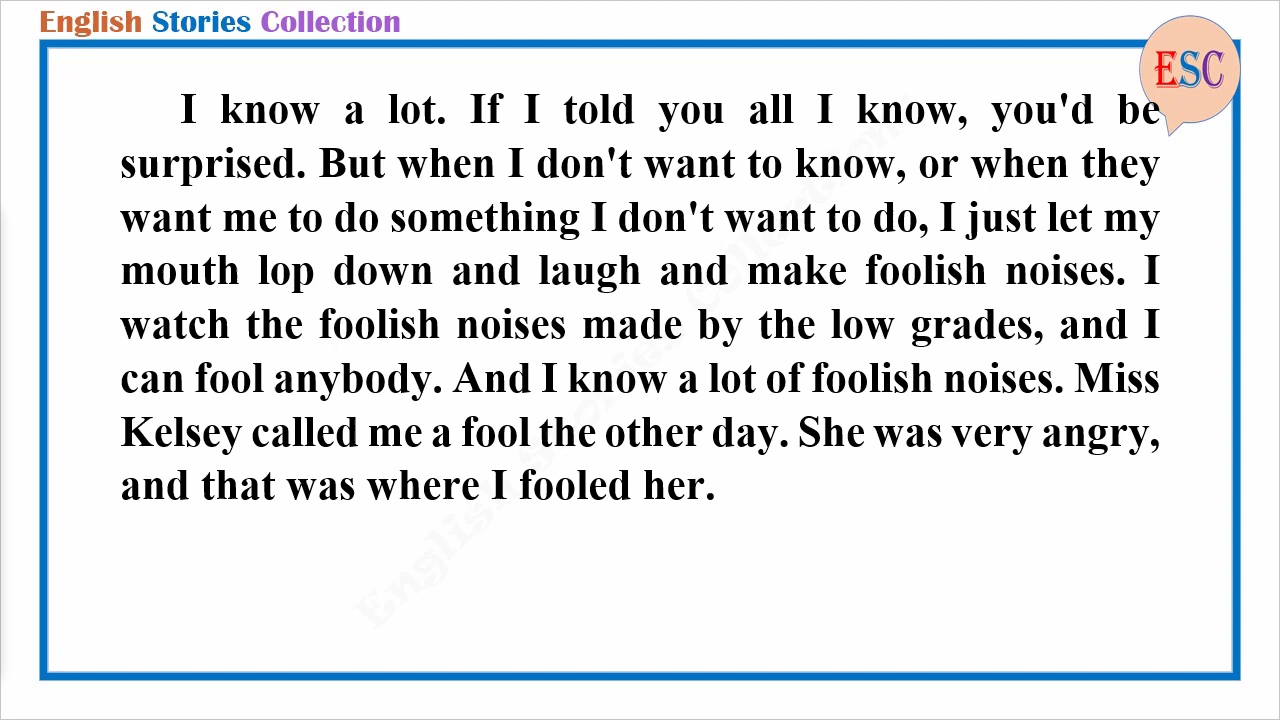 English Stories Collection
ESC
I know a lot. If I told you all I know, you'd be
surprised. But when I don't want to know, or when they
want me to do something I don't want to do, I just let my
mouth lop down and laugh and make foolish noises. I
watch the foolish noises made by the low grades, and I
can fool anybody. And I know a lot of foolish noises. Miss
Kelsey called me a fool the other day. She was very angry,
and that was where I fooled her.
English Stories Collection